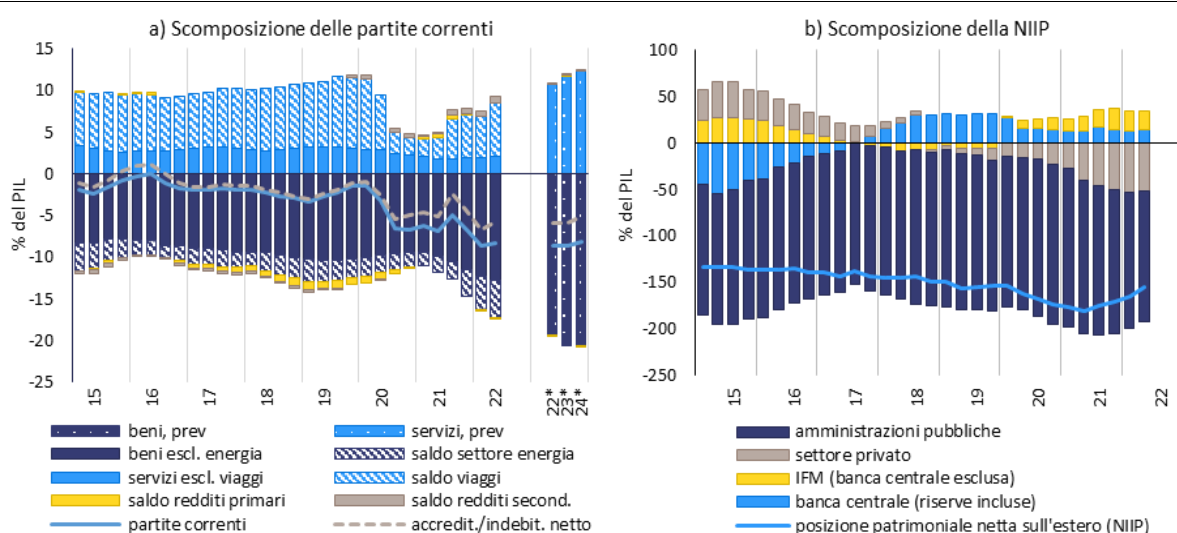 a) Scomposizione delle partite correnti
% del PIL
15
10
5
0
-5
-10
-15
-20
-25
15
16
17
18
19
20
21
22
22*
23*
24*
beni, prev
servizi, prev
beni escl. energia
saldo settore energia
servizi escl. viaggi
saldo viaggi
saldo redditi primari
saldo redditi second.
partite correnti
accredit./indebit. netto
b) Scomposizione della NIIP
% del PIL
100
50
0
-50
-100
-150
-200
-250
15
16
17
18
19
20
21
22
amministrazioni pubbliche
settore privato
IFM (banca centrale esclusa)
banca centrale (riserve incluse)
posizione patrimoniale netta sull'estero (NIIP)